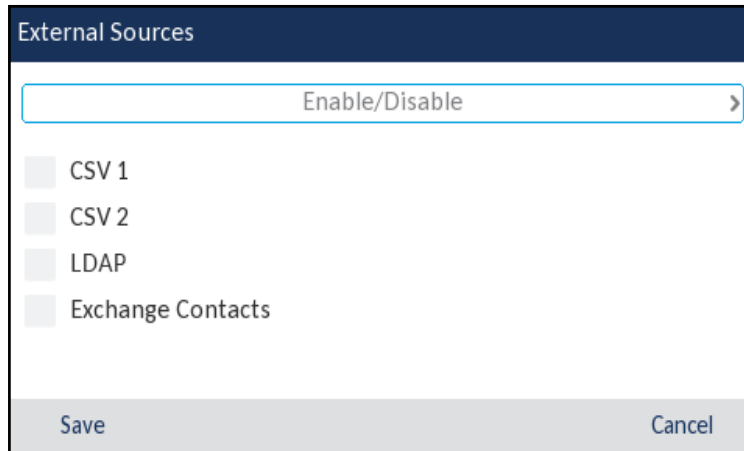 External Sources
Enable/Disable
CSV 1
CSV 2
LDAP
Exchange Contacts
Save Cancel